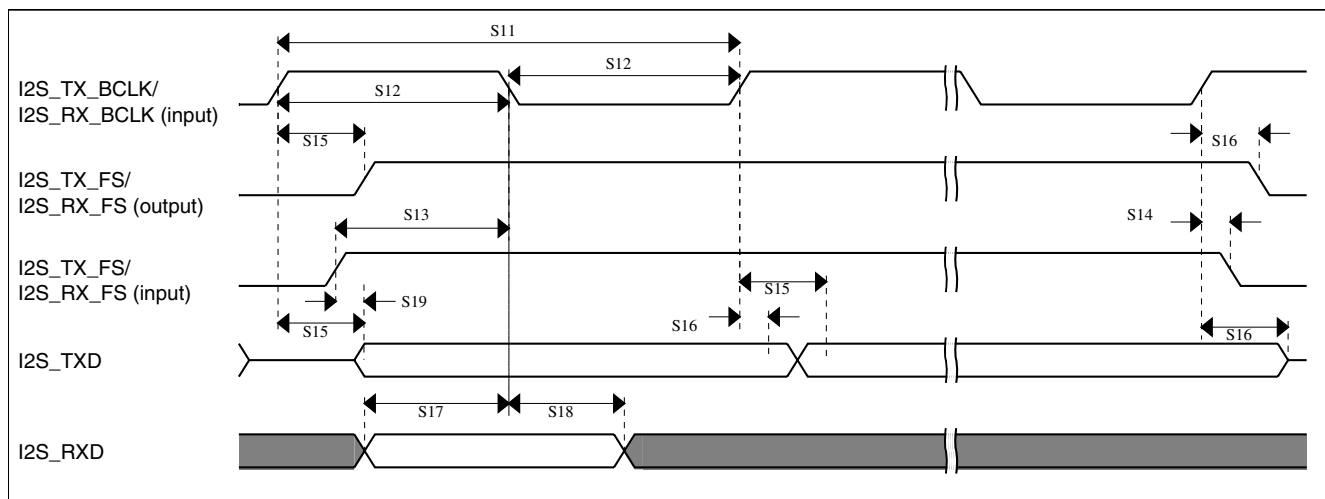 S11
I2S_TX_BCLK/
I2S_RX_BCLK (input)
S12
S12
S15
S16
I2S_TX_FS/
I2S_RX_FS (output)
S13
S14
I2S_TX_FS/
I2S_RX_FS (input)
S15
S19
S15
S16
S16
I2S_TXD
S17
S18
I2S_RXD